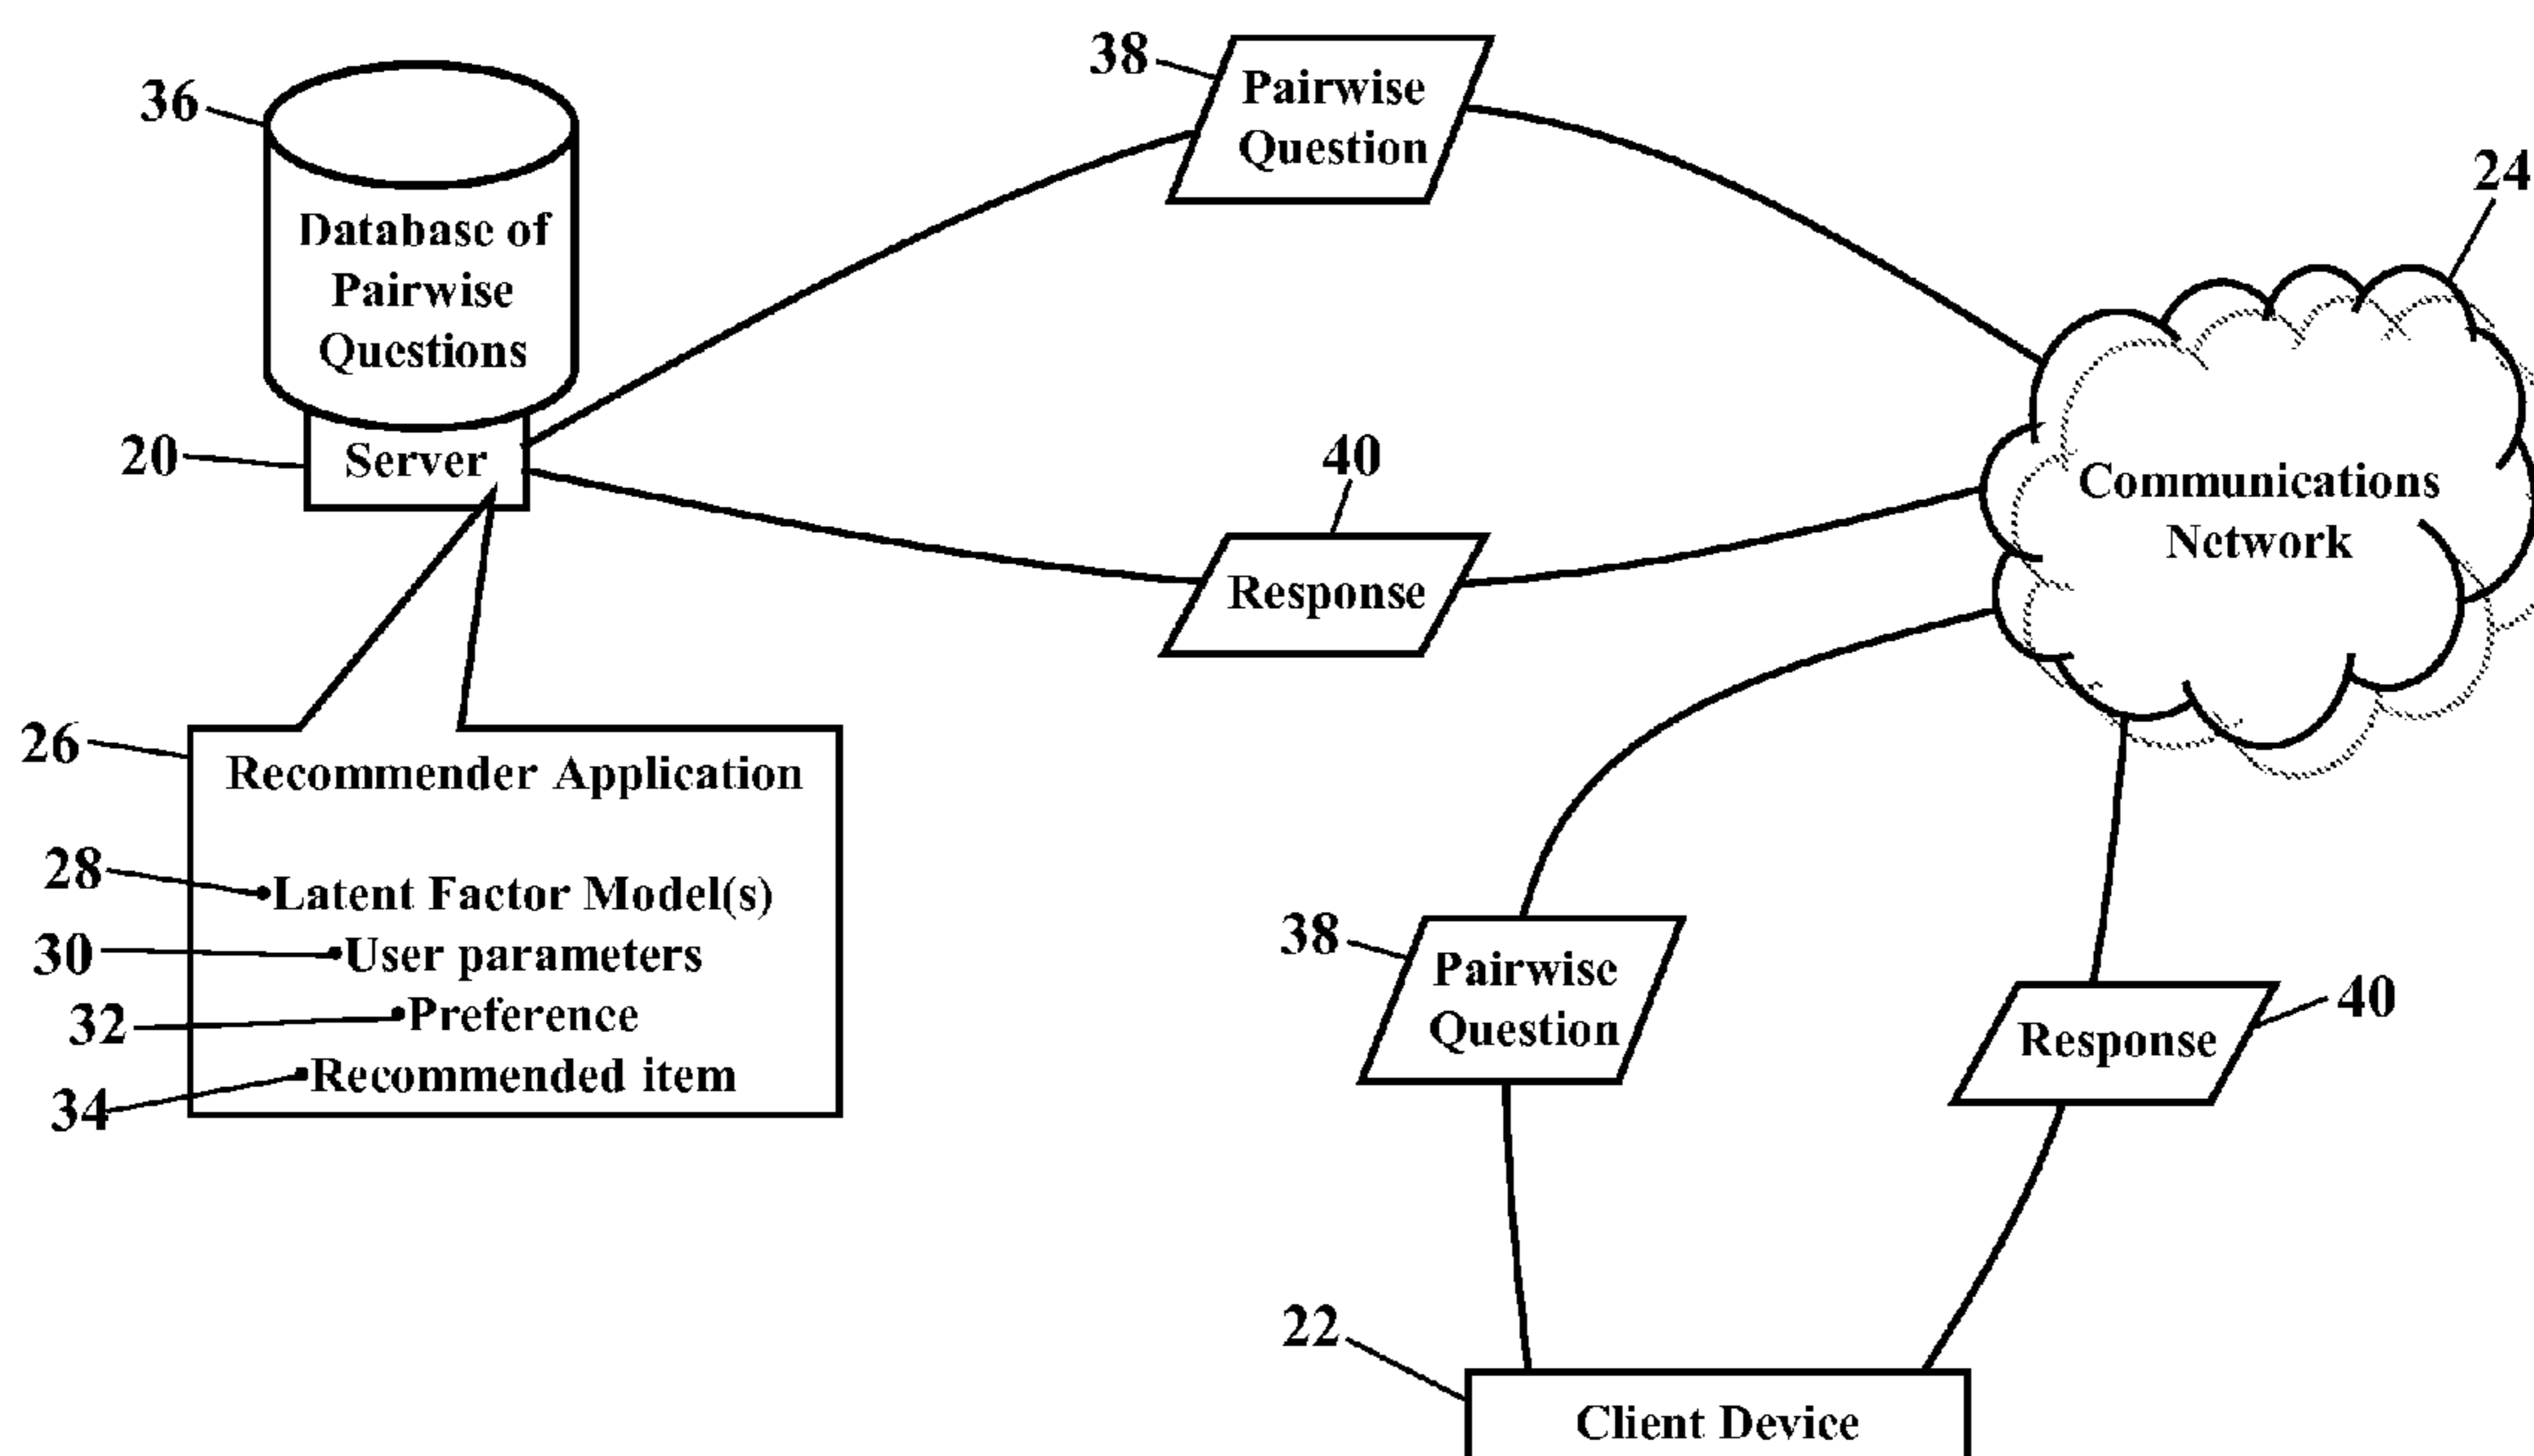 38
Pairwise
Question
36
Database of
Pairwise
Questions
24
20
Server
40
Response
Communications
Network
26
Recommender Application
28
•Latent Factor Model(s)
30
•User parameters
32
•Preference
34
•Recommended item
38
Pairwise
Question
Response
40
22
Client Device